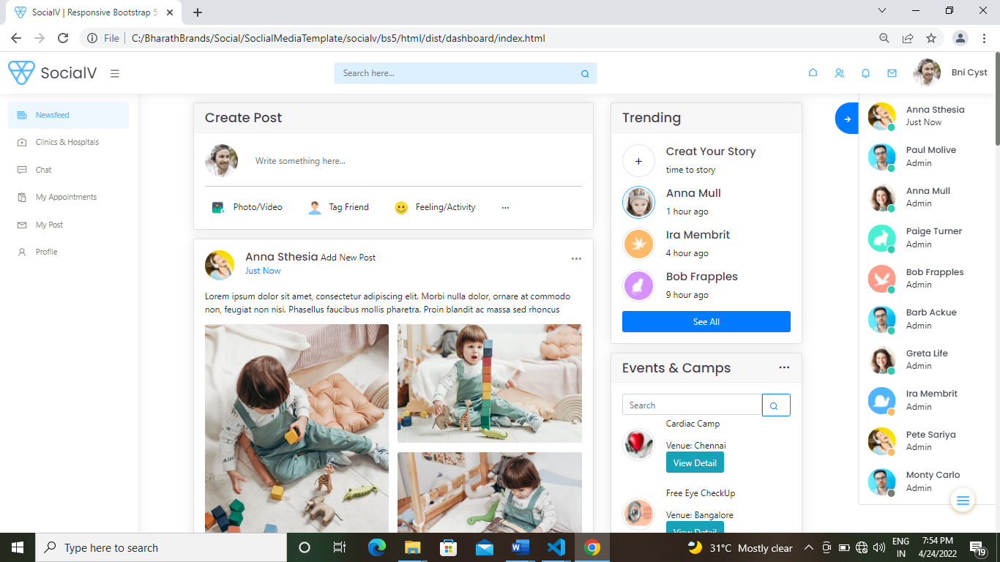 SocialV | Responsive Bootstrap 5
File | C:/BharathBrands/Social/SoclialMediaTemplate/socialv/bs5/html/dist/dashboard/index.html
SocialV
Search here...
Bni Cyst
Newsfeed
Clinics & Hospitals
Chat
My Appointments
My Post
Profile
Create Post
Write something here...
Photo/Video
Tag Friend
Feeling/Activity
Anna Sthesia Add New Post
Just Now
Lorem ipsum dolor sit amet, consectetur adipiscing elit. Morbi nulla dolor, ornare at commodo
non, feugiat non nisi. Phasellus faucibus mollis pharetra. Proin blandit ac massa sed rhoncus
Trending
Creat Your Story
time to story
Anna Mull
1 hour ago
Ira Membrit
4 hour ago
Bob Frapples
9 hour ago
See All
Events & Camps
Search
Cardiac Camp
Venue: Chennai
View Detail
Free Eye CheckUp
Venue: Bangalore
View Detail
Anna Sthesia
Just Now
Paul Molive
Admin
Anna Mull
Admin
Paige Turner
Admin
Bob Frapples
Admin
Barb Ackue
Admin
Greta Life
Admin
Ira Membrit
Admin
Pete Sariya
Admin
Monty Carlo
Admin
Type here to search
31°C Mostly clear
ENG
IN
7:54 PM
4/24/2022
19